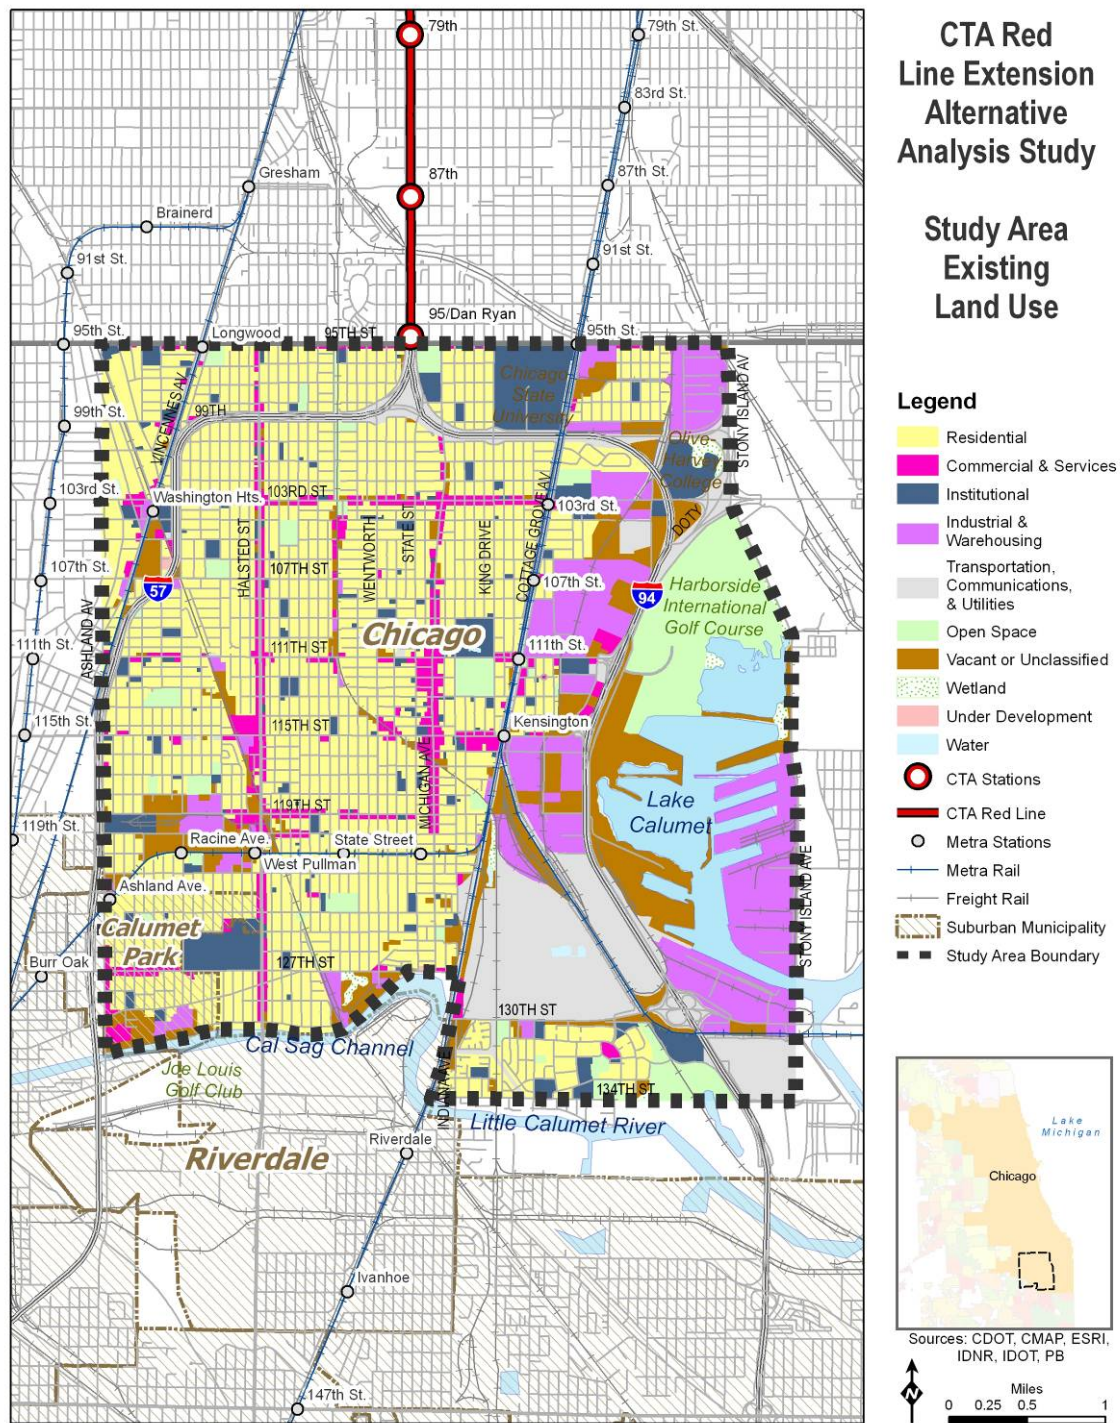 CTA Red
Line Extension
Alternative
Analysis Study
Study Area
Existing
Land Use
Legend
Residential
Commercial & Services
Institutional
Industrial &
Warehousing
Transportation,
Communications,
& Utilities
Open Space
Vacant or Unclassified
Wetland
Under Development
Water
CTA Stations
CTA Red Line
Metra Stations
Metra Rail
Freight Rail
Suburban Municipality
Study Area Boundary
79th
79th St.
83rd St.
87th
87th St.
Gresham
Brainerd
91st St.
91st St.
95/Dan Ryan
95th St.
Longwood
95TH ST
95th St.
Chicago
State
University
STONY ISLAND AV
VINCENNES AV
99TH
99th St.
Olive-
Harvey
College
103rd St.
Washington Hts.
103RD ST
103rd St.
HALSTED ST
WENTWORTH
STATE ST
KING DRIVE
COTTAGE GROVE AV
DOTY
107th St.
107TH ST
107th St.
57
94
Harborside
International
Golf Course
ASHLAND AV
Chicago
111th St.
111TH ST
111th St.
115th St.
115TH ST
Kensington
MICHIGAN AVE
119TH ST
Lake
Calumet
119th St.
Racine Ave.
State Street
West Pullman
Ashland Ave.
STONY ISLAND AVE
Calumet
Park
Burr Oak
127TH ST
130TH ST
Cal Sag Channel
Joe Louis
Golf Club
INDIANA AVE
134TH ST
Little Calumet River
Riverdale
Riverdale
Ivanhoe
147th St.
Lake
Michigan
Chicago
Sources: CDOT, CMAP, ESRI,
IDNR, IDOT, PB
N
Miles
0 0.25 0.5 1